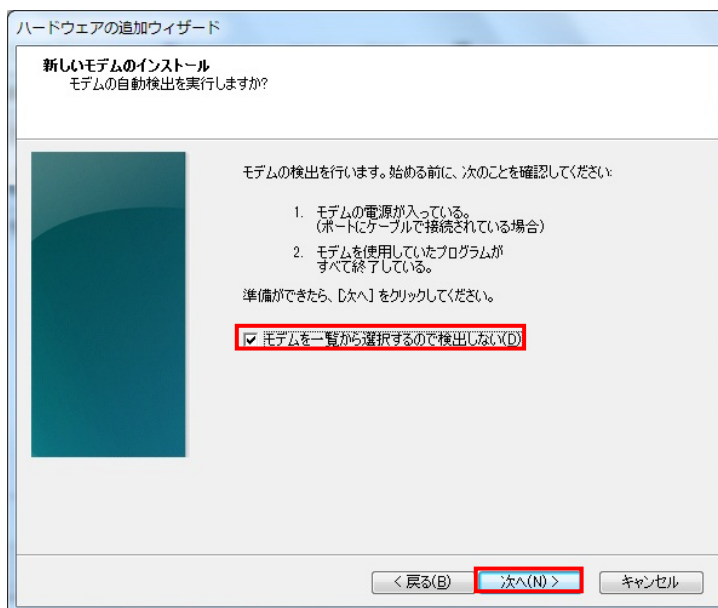 ハードウェアの追加ウィザード
新しいモデムのインストール
モデムの自動検出を実行しますか?
モデムの検出を行います。始める前に、次のことを確認してください:
1. モデムの電源が入っている。
(ポートにケーブルで接続されている場合)
2. モデムを使用していたプログラムが
すべて終了している。
準備ができたら、[次へ] をクリックしてください。
モデムを一覧から選択するので検出しない(D)
< 戻る(B) 次へ(N) > キャンセル